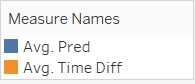 Measure Names
Avg. Pred
Avg. Time Diff